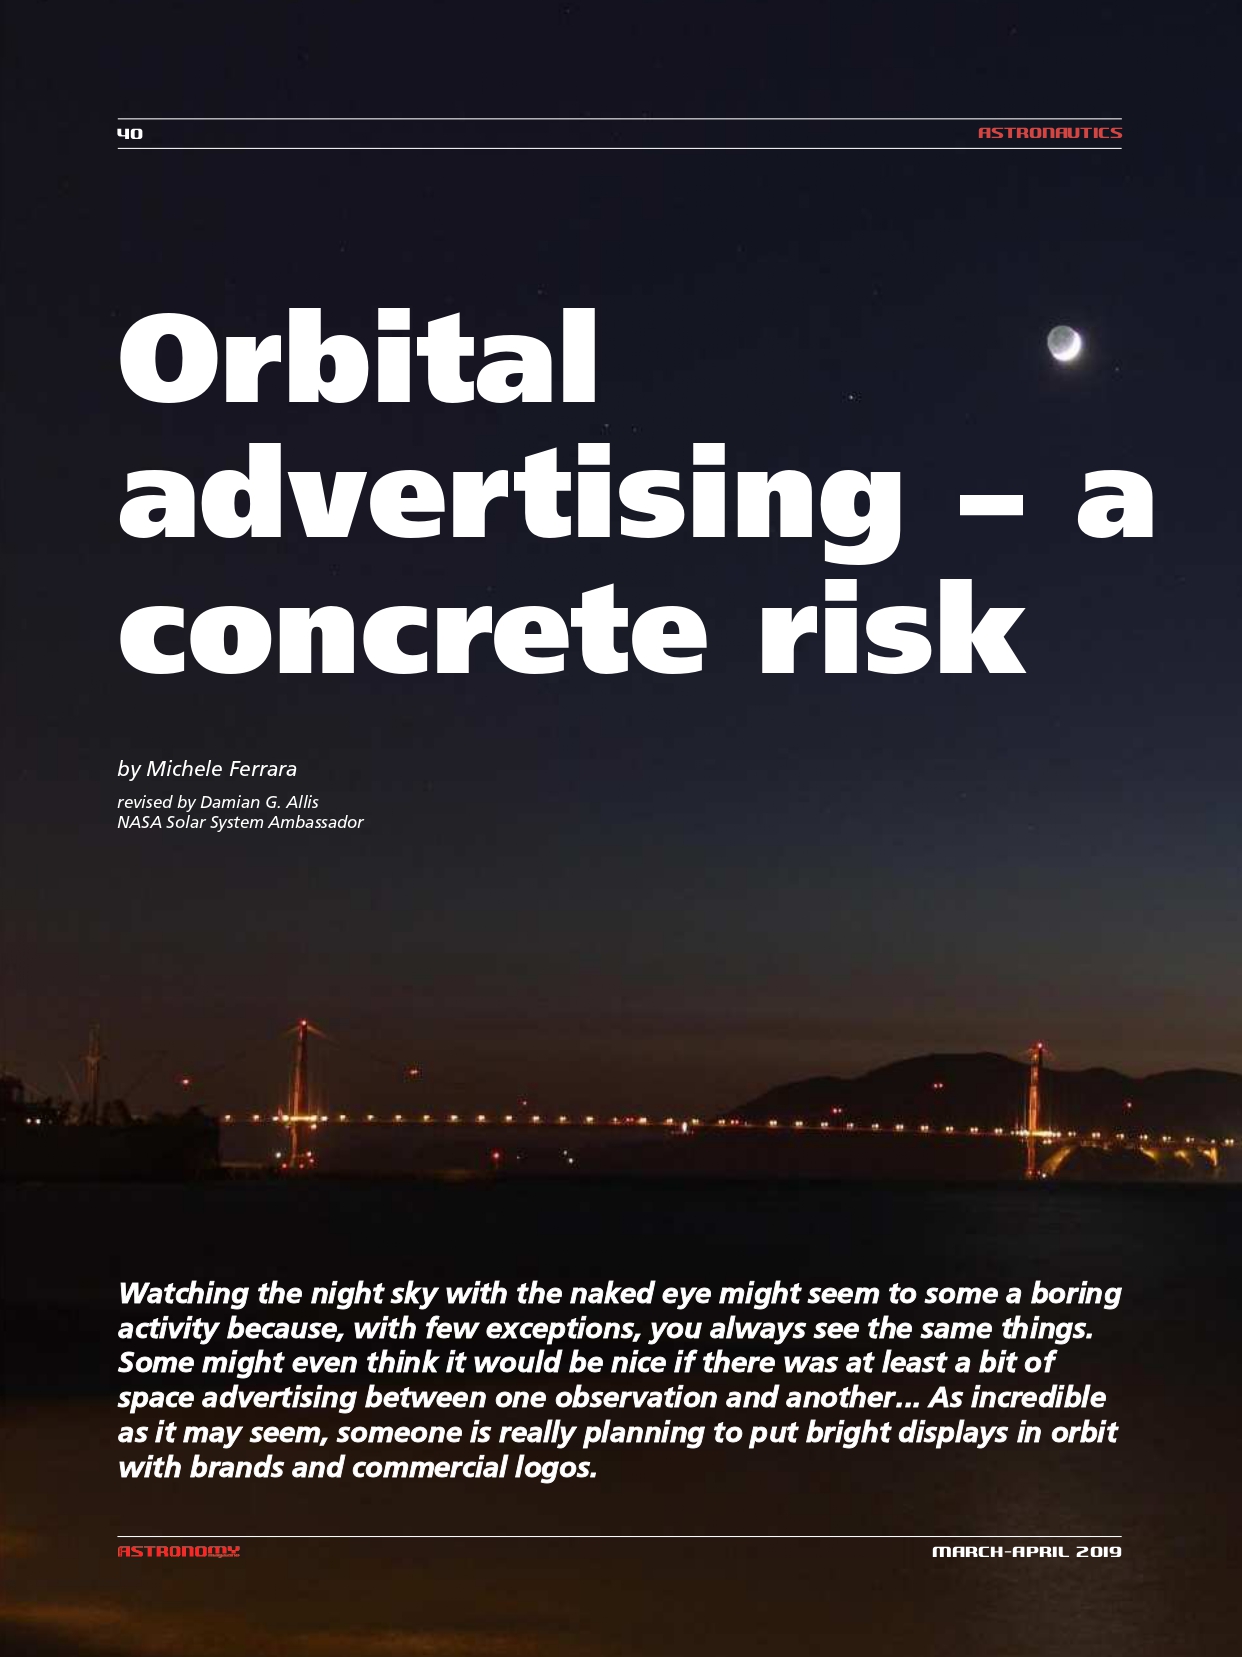 40
ASTRONAUTICS
Orbital
advertising – a
concrete risk
by Michele Ferrara
revised by Damian G. Allis
NASA Solar System Ambassador
Watching the night sky with the naked eye might seem to some a boring
activity because, with few exceptions, you always see the same things.
Some might even think it would be nice if there was at least a bit of
space advertising between one observation and another... As incredible
as it may seem, someone is really planning to put bright displays in orbit
with brands and commercial logos.
ASTRONOMY
MARCH-APRIL 2019